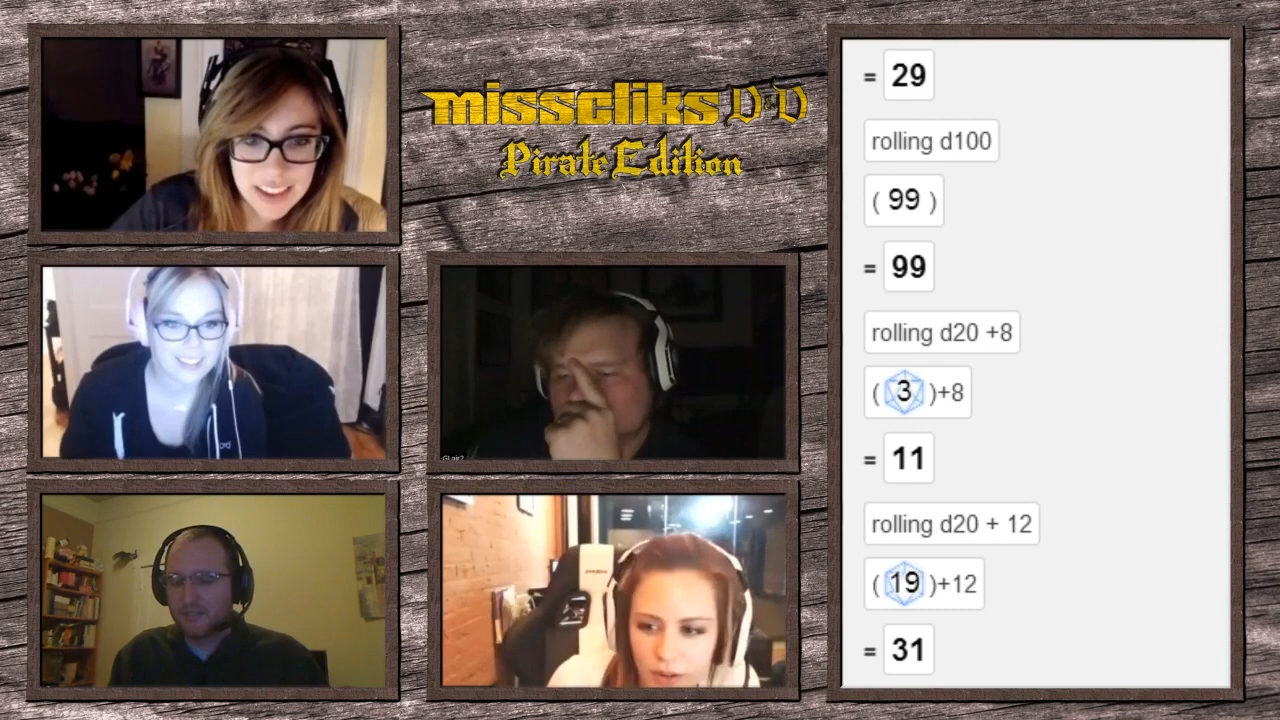 misscliks D&D
Pirate Edition
= 29
rolling d100
( 99 )
= 99
rolling d20 +8
( 3 )+8
= 11
rolling d20 + 12
( 19 )+12
= 31